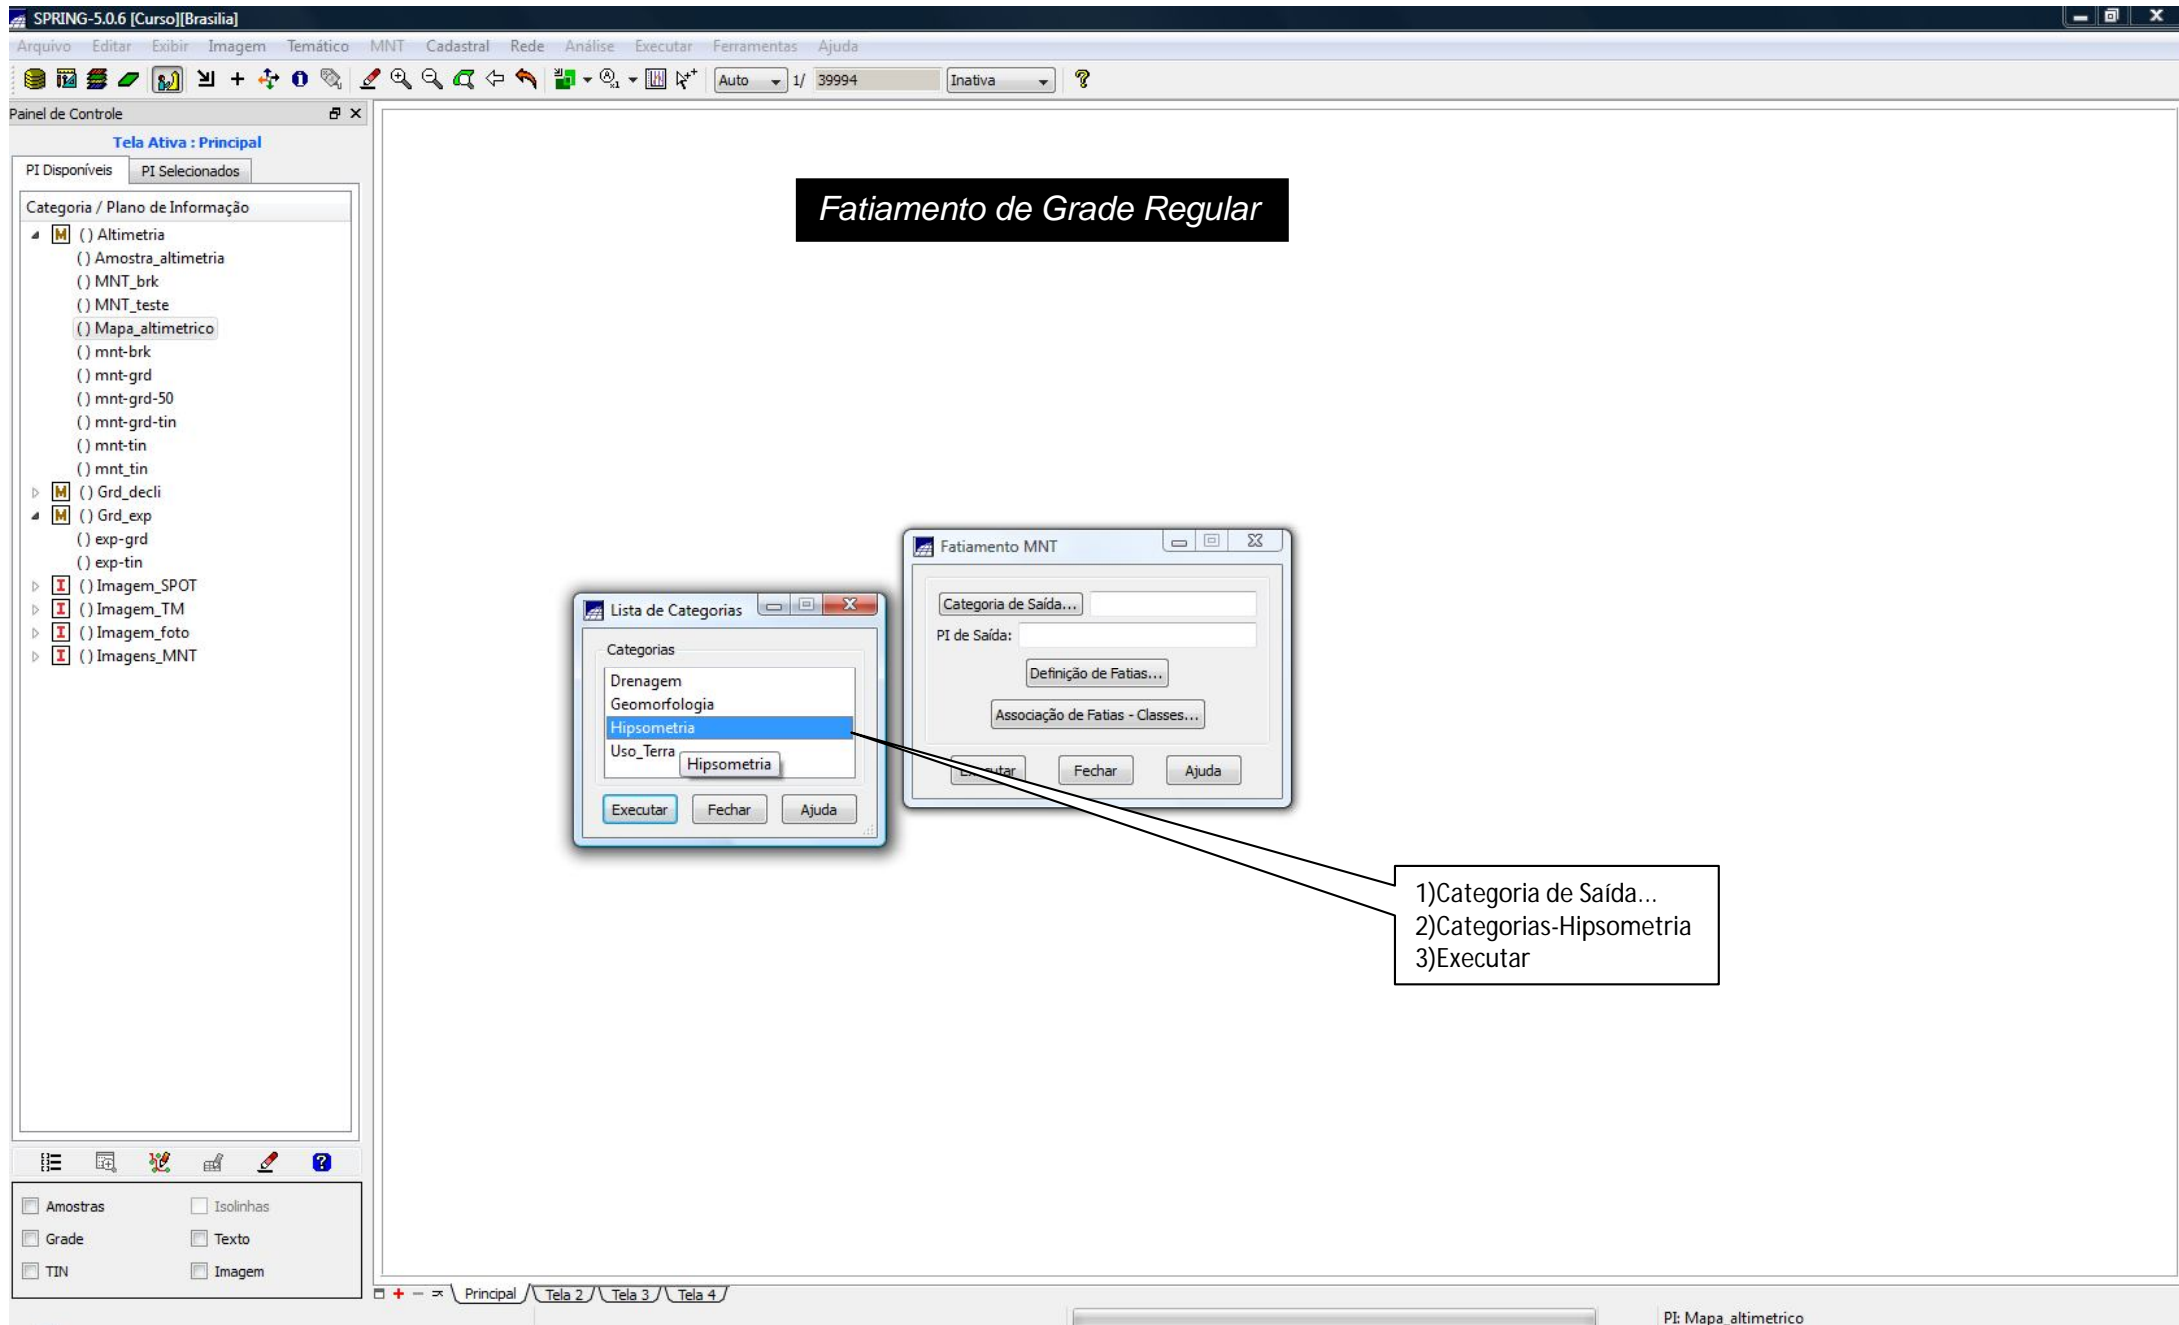 SPRING-5.0.6 [Curso][Brasilia]
Arquivo Editar Exibir Imagem Temático MNT Cadastral Rede Análise Executar Ferramentas Ajuda
Auto 1/ 39994 Inativa
Painel de Controle
Tela Ativa : Principal
PI Disponíveis PI Selecionados
Categoria / Plano de Informação
M ( ) Altimetria
( ) Amostra_altimetria
( ) MNT_brk
( ) MNT_teste
( ) Mapa_altimetrico
( ) mnt-brk
( ) mnt-grd
( ) mnt-grd-50
( ) mnt-grd-tin
( ) mnt-tin
( ) mnt_tin
M ( ) Grd_decli
M ( ) Grd_exp
( ) exp-grd
( ) exp-tin
I ( ) Imagem_SPOT
I ( ) Imagem_TM
I ( ) Imagem_foto
I ( ) Imagens_MNT
Fatiamento de Grade Regular
Lista de Categorias
Categorias
Drenagem
Geomorfologia
Hipsometria
Uso_Terra
Hipsometria
Executar Fechar Ajuda
Fatiamento MNT
Categoria de Saída...
PI de Saída:
Definição de Fatias...
Associação de Fatias - Classes...
Executar Fechar Ajuda
1)Categoria de Saída...
2)Categorias-Hipsometria
3)Executar
Amostras Isolinhas
Grade Texto
TIN Imagem
Principal Tela 2 Tela 3 Tela 4
PI: Mapa_altimetrico